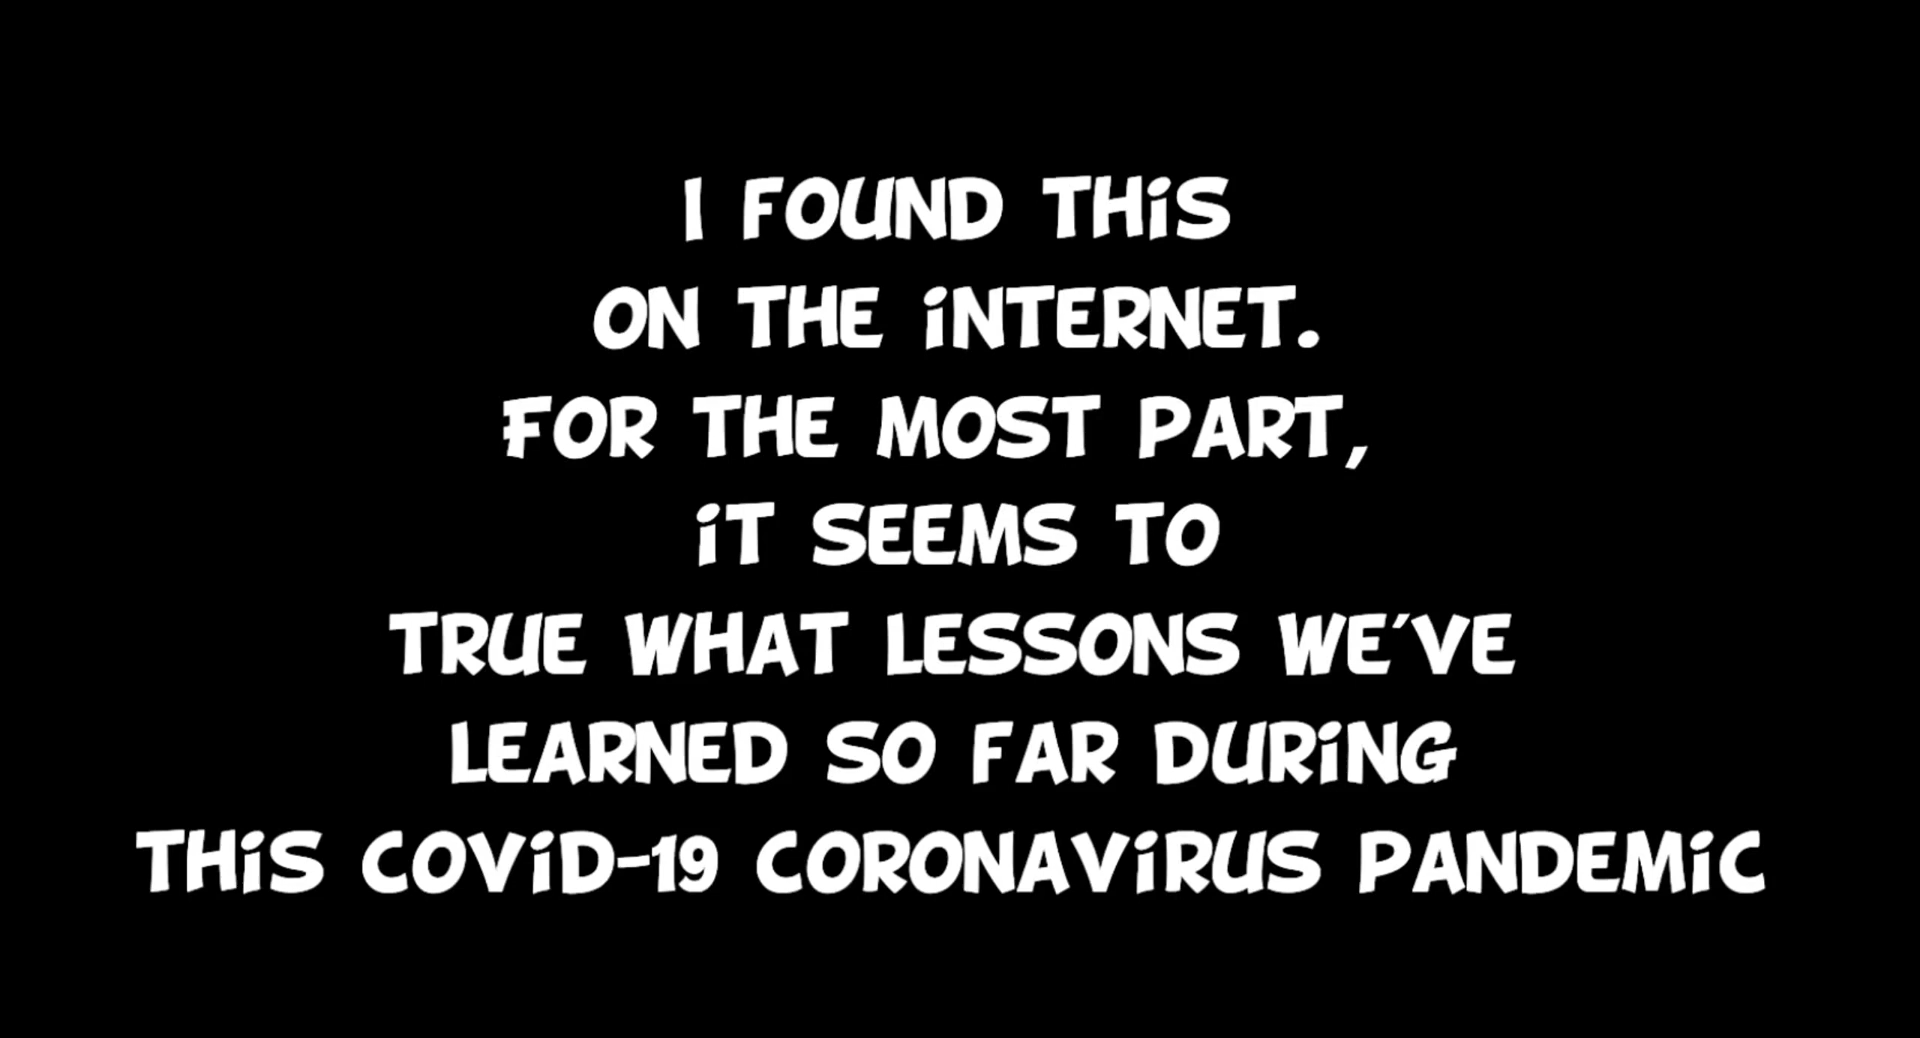 I FOUND THIS
ON THE INTERNET.
FOR THE MOST PART,
IT SEEMS TO
TRUE WHAT LESSONS WE'VE
LEARNED SO FAR DURING
THIS COVID-19 CORONAVIRUS PANDEMIC